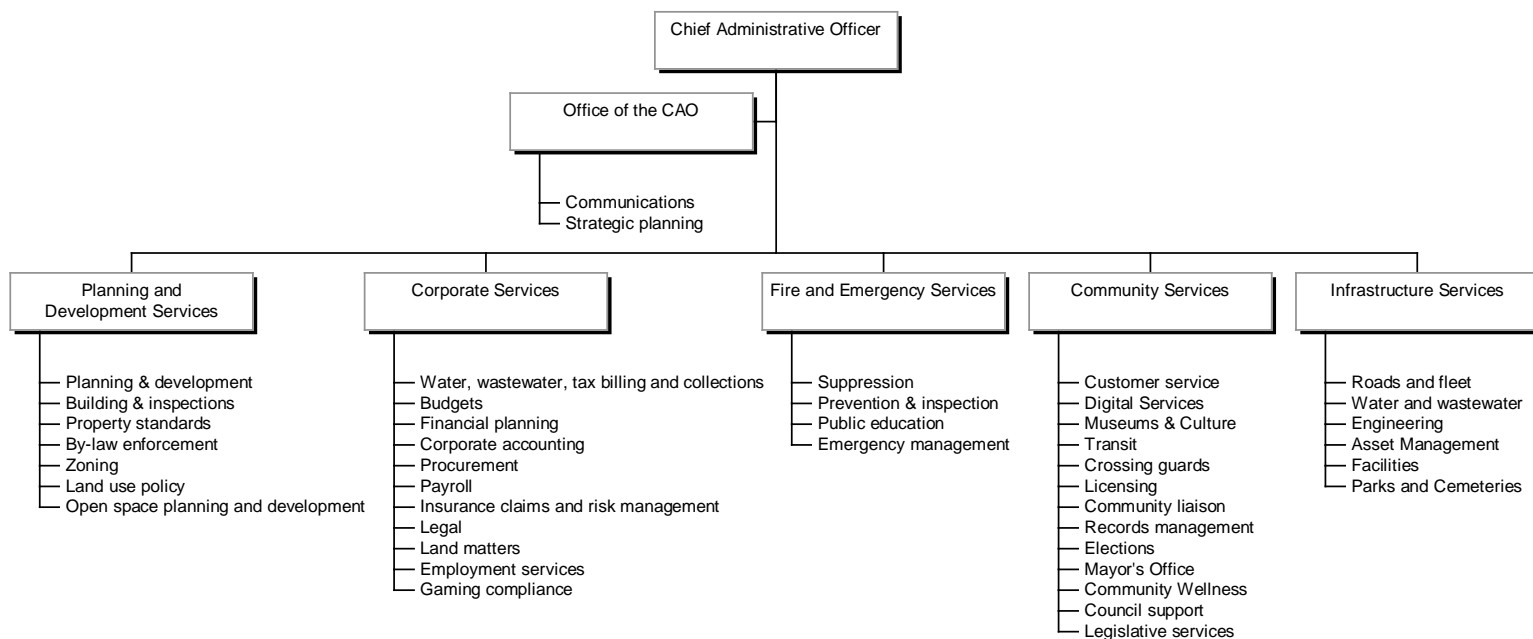 Chief Administrative Officer
Office of the CAO
Communications
Strategic planning
Planning and
Development Services
Planning & development
Building & inspections
Property standards
By-law enforcement
Zoning
Land use policy
Open space planning and development
Corporate Services
Water, wastewater, tax billing and collections
Budgets
Financial planning
Corporate accounting
Procurement
Payroll
Insurance claims and risk management
Legal
Land matters
Employment services
Gaming compliance
Fire and Emergency Services
Suppression
Prevention & inspection
Public education
Emergency management
Community Services
Customer service
Digital Services
Museums & Culture
Transit
Crossing guards
Licensing
Community liaison
Records management
Elections
Mayor's Office
Community Wellness
Council support
Legislative services
Infrastructure Services
Roads and fleet
Water and wastewater
Engineering
Asset Management
Facilities
Parks and Cemeteries